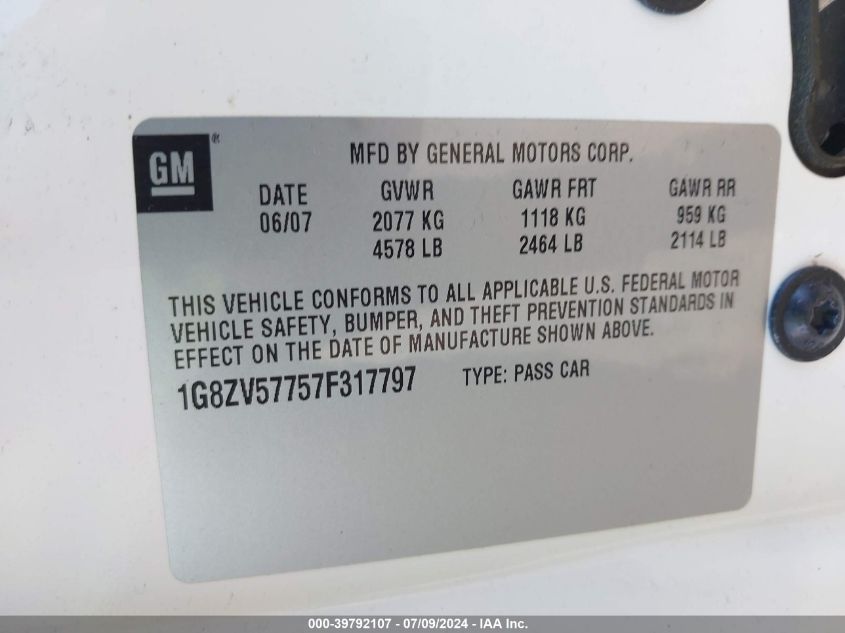 GM®
MFD BY GENERAL MOTORS CORP.
DATE GVWR GAWR FRT GAWR RR
06/07 2077 KG 1118 KG 959 KG
4578 LB 2464 LB 2114 LB
THIS VEHICLE CONFORMS TO ALL APPLICABLE U.S. FEDERAL MOTOR
VEHICLE SAFETY, BUMPER, AND THEFT PREVENTION STANDARDS IN
EFFECT ON THE DATE OF MANUFACTURE SHOWN ABOVE.
1G8ZV57757F317797 TYPE: PASS CAR
000-39792107 - 07/09/2024 - IAA Inc.